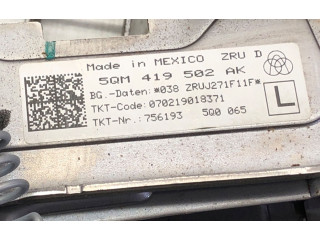 Made in MEXICO ZRU D
5QM 419 502 AK
BG.-Daten: *038 ZRUJ271F11F*
TKT-Code: 070219018371
TKT-Nr.: 756193 5Q0 065
L